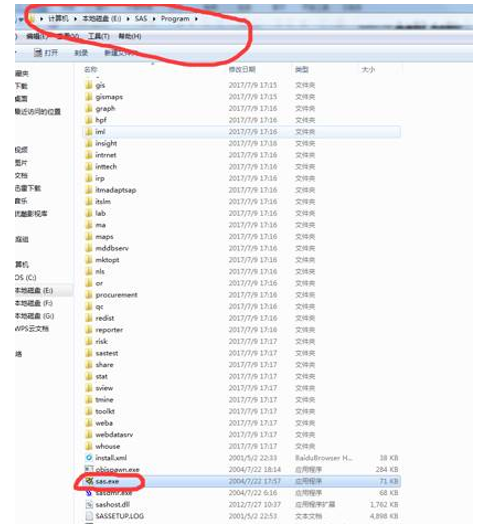 计算机 ▸ 本地磁盘 (E:) ▸ SAS ▸ Program ▸
编辑(E) 查看(V) 工具(T) 帮助(H)
打开 刻录 新建文件夹
名称 修改日期 类型 大小
gis 2017/7/9 17:15 文件夹
gismaps 2017/7/9 17:15 文件夹
graph 2017/7/9 17:16 文件夹
hpf 2017/7/9 17:16 文件夹
iml 2017/7/9 17:16 文件夹
insight 2017/7/9 17:16 文件夹
intrnet 2017/7/9 17:16 文件夹
inttech 2017/7/9 17:16 文件夹
irp 2017/7/9 17:16 文件夹
itmadaptsap 2017/7/9 17:16 文件夹
itslm 2017/7/9 17:16 文件夹
lab 2017/7/9 17:16 文件夹
ma 2017/7/9 17:16 文件夹
maps 2017/7/9 17:16 文件夹
mddbserv 2017/7/9 17:16 文件夹
mktopt 2017/7/9 17:16 文件夹
nls 2017/7/9 17:16 文件夹
or 2017/7/9 17:16 文件夹
procurement 2017/7/9 17:16 文件夹
qc 2017/7/9 17:16 文件夹
redist 2017/7/9 17:16 文件夹
reporter 2017/7/9 17:16 文件夹
risk 2017/7/9 17:17 文件夹
sastest 2017/7/9 17:17 文件夹
share 2017/7/9 17:17 文件夹
stat 2017/7/9 17:17 文件夹
sview 2017/7/9 17:17 文件夹
tmine 2017/7/9 17:17 文件夹
toolkt 2017/7/9 17:17 文件夹
weba 2017/7/9 17:17 文件夹
webdatasrv 2017/7/9 17:17 文件夹
whouse 2017/7/9 17:17 文件夹
install.xml 2001/5/2 22:33 BaiduBrowser H... 38 KB
objspawn.exe 2004/7/22 18:14 应用程序 284 KB
sas.exe 2004/7/22 17:57 应用程序 71 KB
sasomr.exe 2004/7/22 6:16 应用程序 68 KB
sashost.dll 2012/7/27 10:37 应用程序扩展 1,762 KB
SASSETUP.LOG 2001/5/2 22:53 文本文档 4,898 KB
藏夹
下载
桌面
最近访问的位置
视频
图片
文档
迅雷下载
音乐
优酷影视库
庭组
算机
OS (C:)
本地磁盘 (E:)
本地磁盘 (F:)
本地磁盘 (G:)
WPS云文档
络